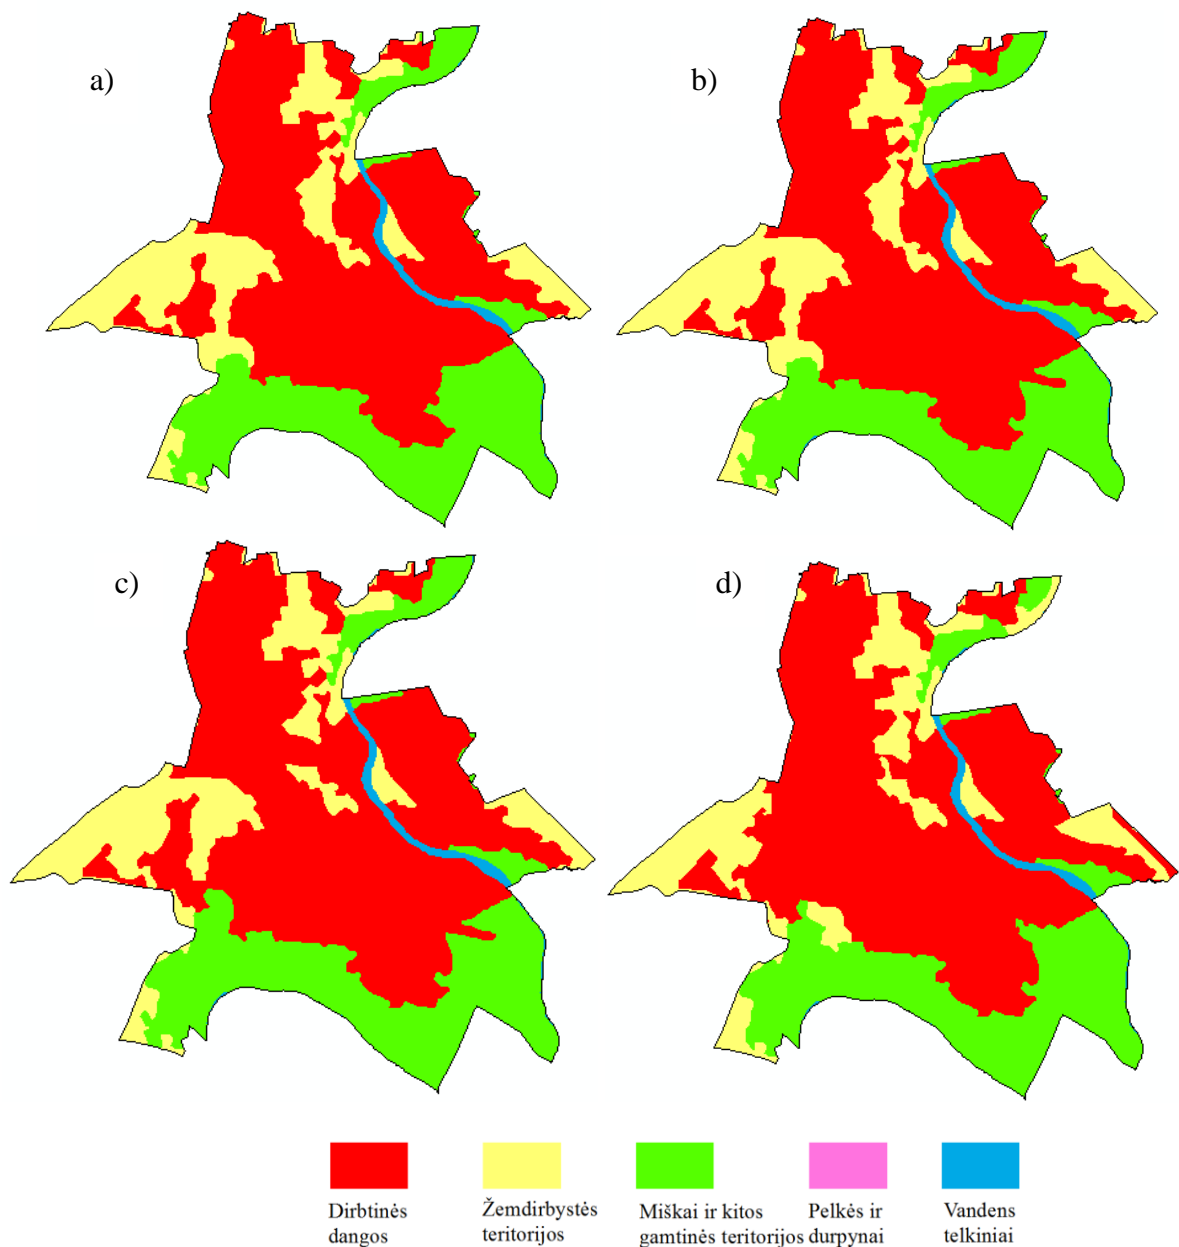 a)
b)
c)
d)
Dirbtinės
dangos
Žemdirbystės
teritorijos
Miškai ir kitos
gamtinės teritorijos
Pelkės ir
durpynai
Vandens
telkiniai